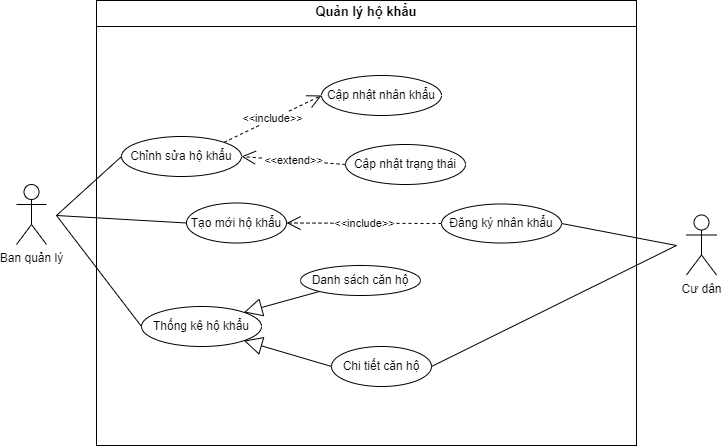 Quản lý hộ khẩu
Cập nhật nhân khẩu
<<include>>
Chỉnh sửa hộ khẩu
<<extend>>
Cập nhật trạng thái
Tạo mới hộ khẩu
<<include>>
Đăng ký nhân khẩu
Ban quản lý
Cư dân
Danh sách căn hộ
Thống kê hộ khẩu
Chi tiết căn hộ